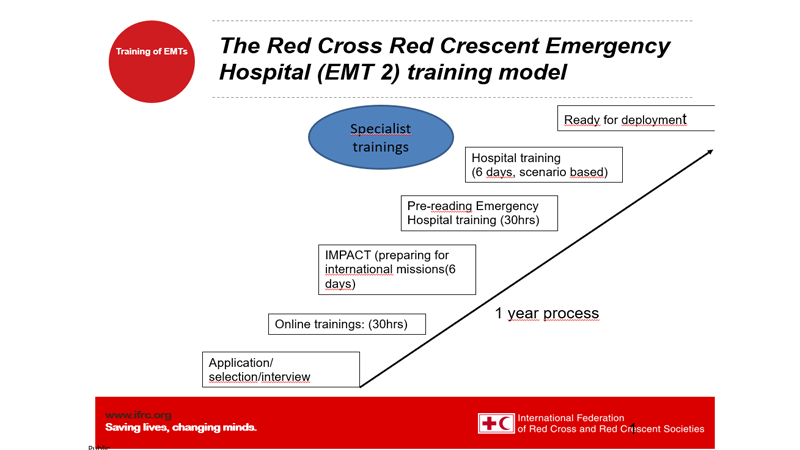 Training of EMTs
The Red Cross Red Crescent Emergency
Hospital (EMT 2) training model
Specialist
trainings
Ready for deployment
Hospital training
(6 days, scenario based)
Pre-reading Emergency
Hospital training (30hrs)
IMPACT (preparing for
international missions(6
days)
Online trainings: (30hrs)
1 year process
Application/
selection/interview
www.ifrc.org
Saving lives, changing minds.
International Federation
of Red Cross and Red Crescent Societies
4
Public